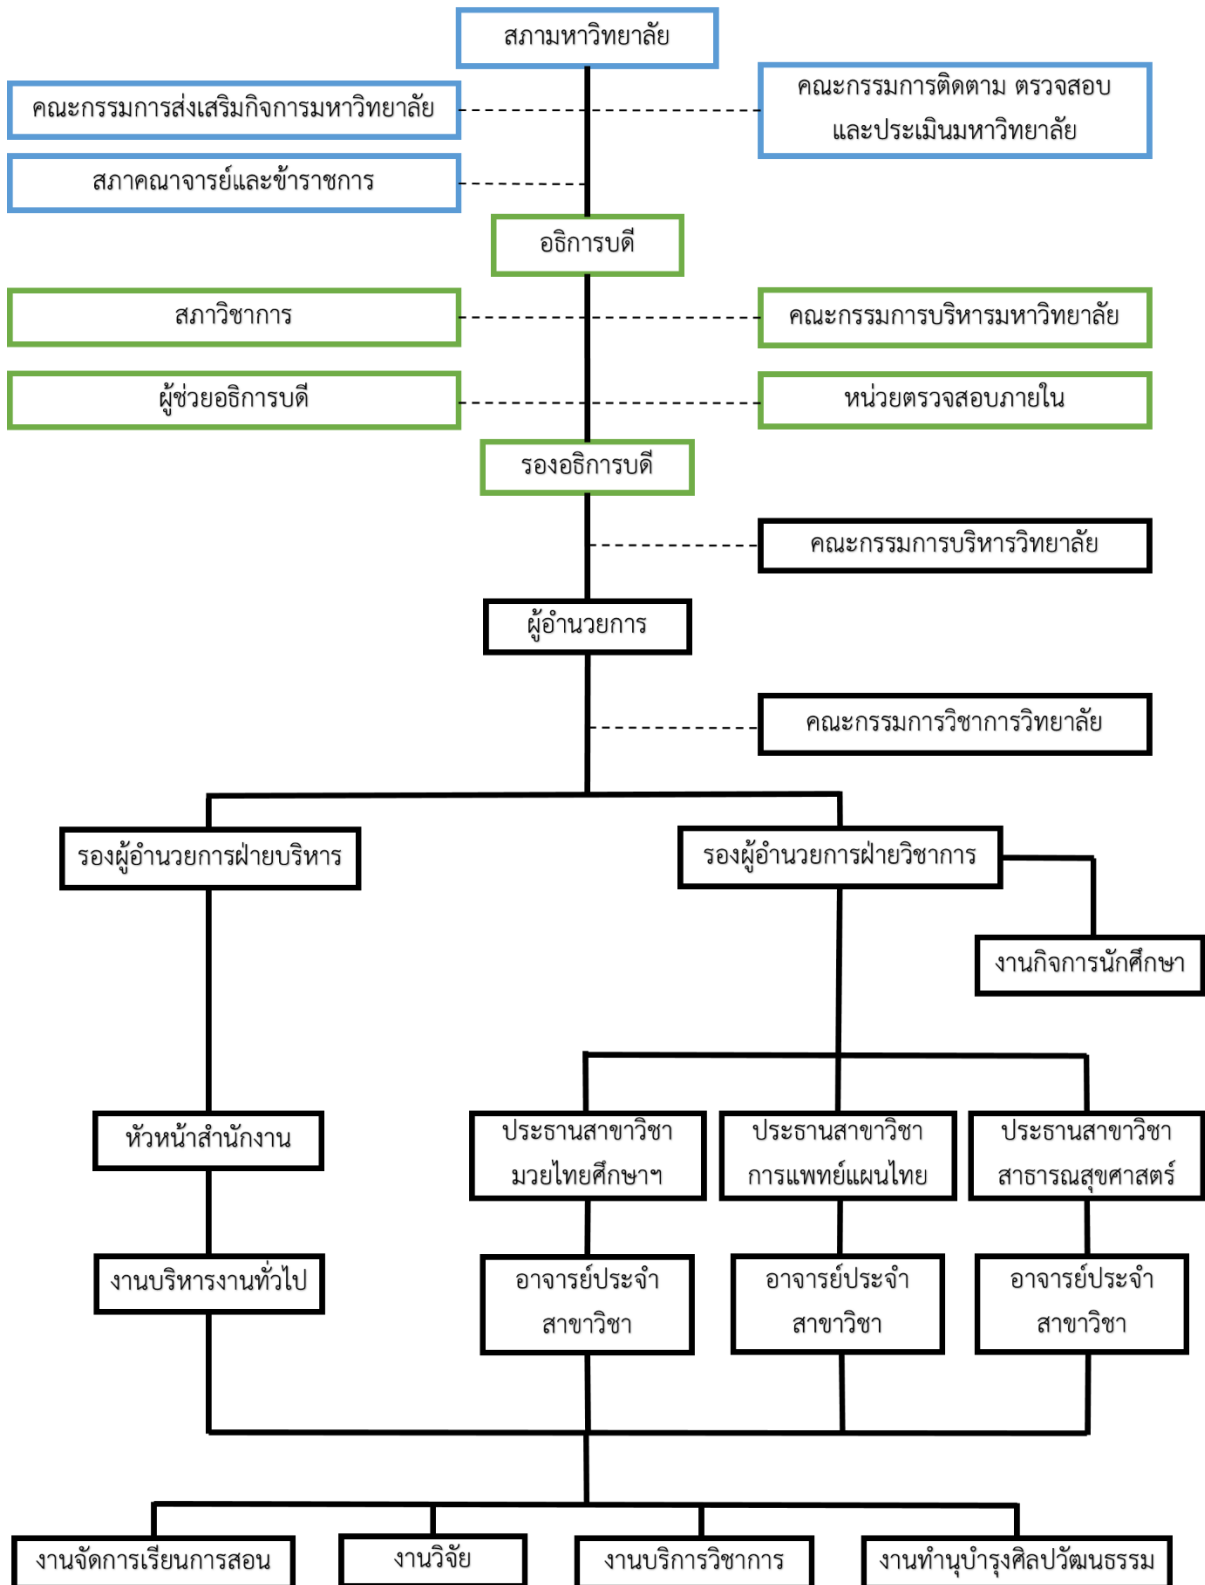 สภามหาวิทยาลัย
คณะกรรมการส่งเสริมกิจการมหาวิทยาลัย
คณะกรรมการติดตาม ตรวจสอบ
และประเมินมหาวิทยาลัย
สภาคณาจารย์และข้าราชการ
อธิการบดี
สภาวิชาการ
คณะกรรมการบริหารมหาวิทยาลัย
ผู้ช่วยอธิการบดี
หน่วยตรวจสอบภายใน
รองอธิการบดี
คณะกรรมการบริหารวิทยาลัย
ผู้อำนวยการ
คณะกรรมการวิชาการวิทยาลัย
รองผู้อำนวยการฝ่ายบริหาร
รองผู้อำนวยการฝ่ายวิชาการ
งานกิจการนักศึกษา
หัวหน้าสำนักงาน
ประธานสาขาวิชา
มวยไทยศึกษาฯ
ประธานสาขาวิชา
การแพทย์แผนไทย
ประธานสาขาวิชา
สาธารณสุขศาสตร์
งานบริหารงานทั่วไป
อาจารย์ประจำ
สาขาวิชา
อาจารย์ประจำ
สาขาวิชา
อาจารย์ประจำ
สาขาวิชา
งานจัดการเรียนการสอน
งานวิจัย
งานบริการวิชาการ
งานทำนุบำรุงศิลปวัฒนธรรม